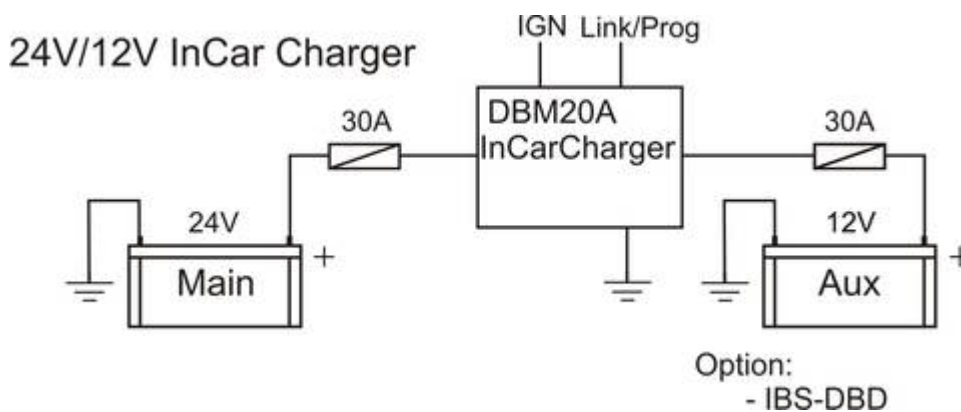 24V/12V InCar Charger
IGN Link/Prog
DBM20A
InCarCharger
30A
30A
24V
Main
+
12V
Aux
+
Option:
- IBS-DBD